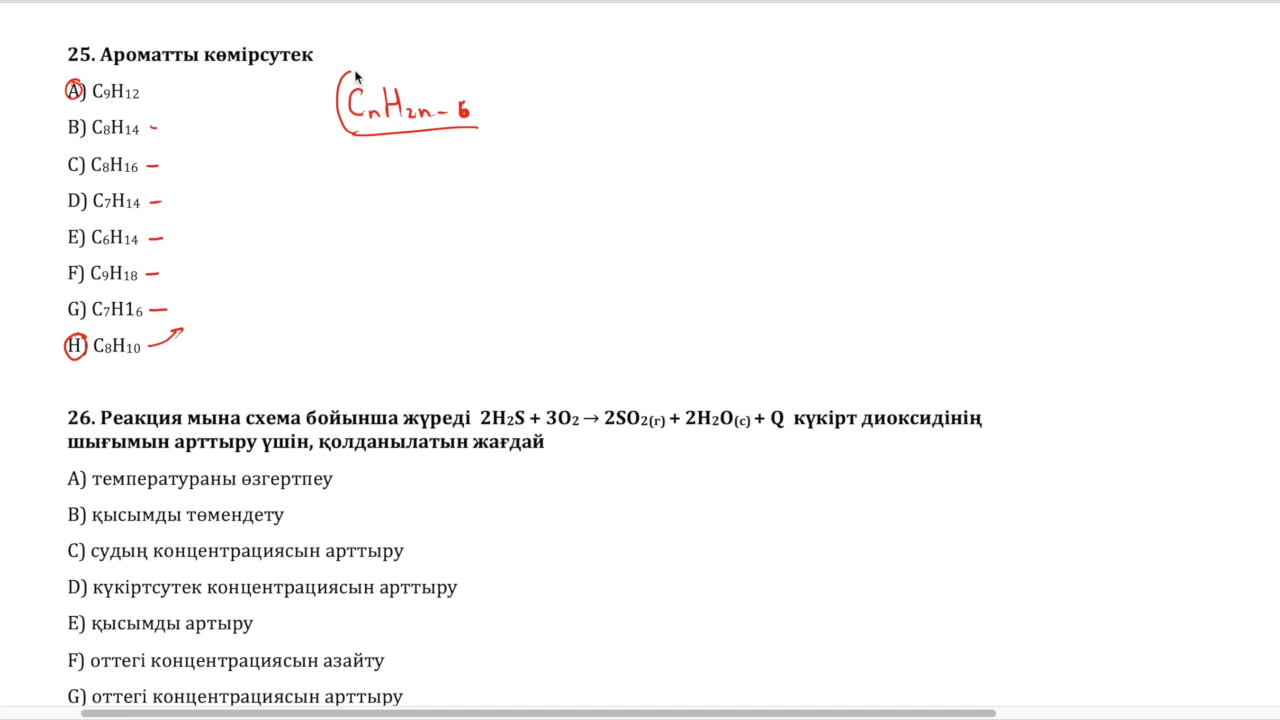 25. Ароматты көмірсутек
A) C₉H₁₂
CₙH₂ₙ₋₆
B) C₈H₁₄ -
C) C₈H₁₆ -
D) C₇H₁₄ -
E) C₆H₁₄ -
F) C₉H₁₈ -
G) C₇H1₆ -
H) C₈H₁₀
26. Реакция мына схема бойынша жүреді 2H₂S + 3O₂ → 2SO₂(г) + 2H₂O(с) + Q күкірт диоксидінің
шығымын арттыру үшін, қолданылатын жағдай
A) температураны өзгертпеу
B) қысымды төмендету
C) судың концентрациясын арттыру
D) күкіртсутек концентрациясын арттыру
E) қысымды артыру
F) оттегі концентрациясын азайту
G) оттегі концентрациясын арттыру